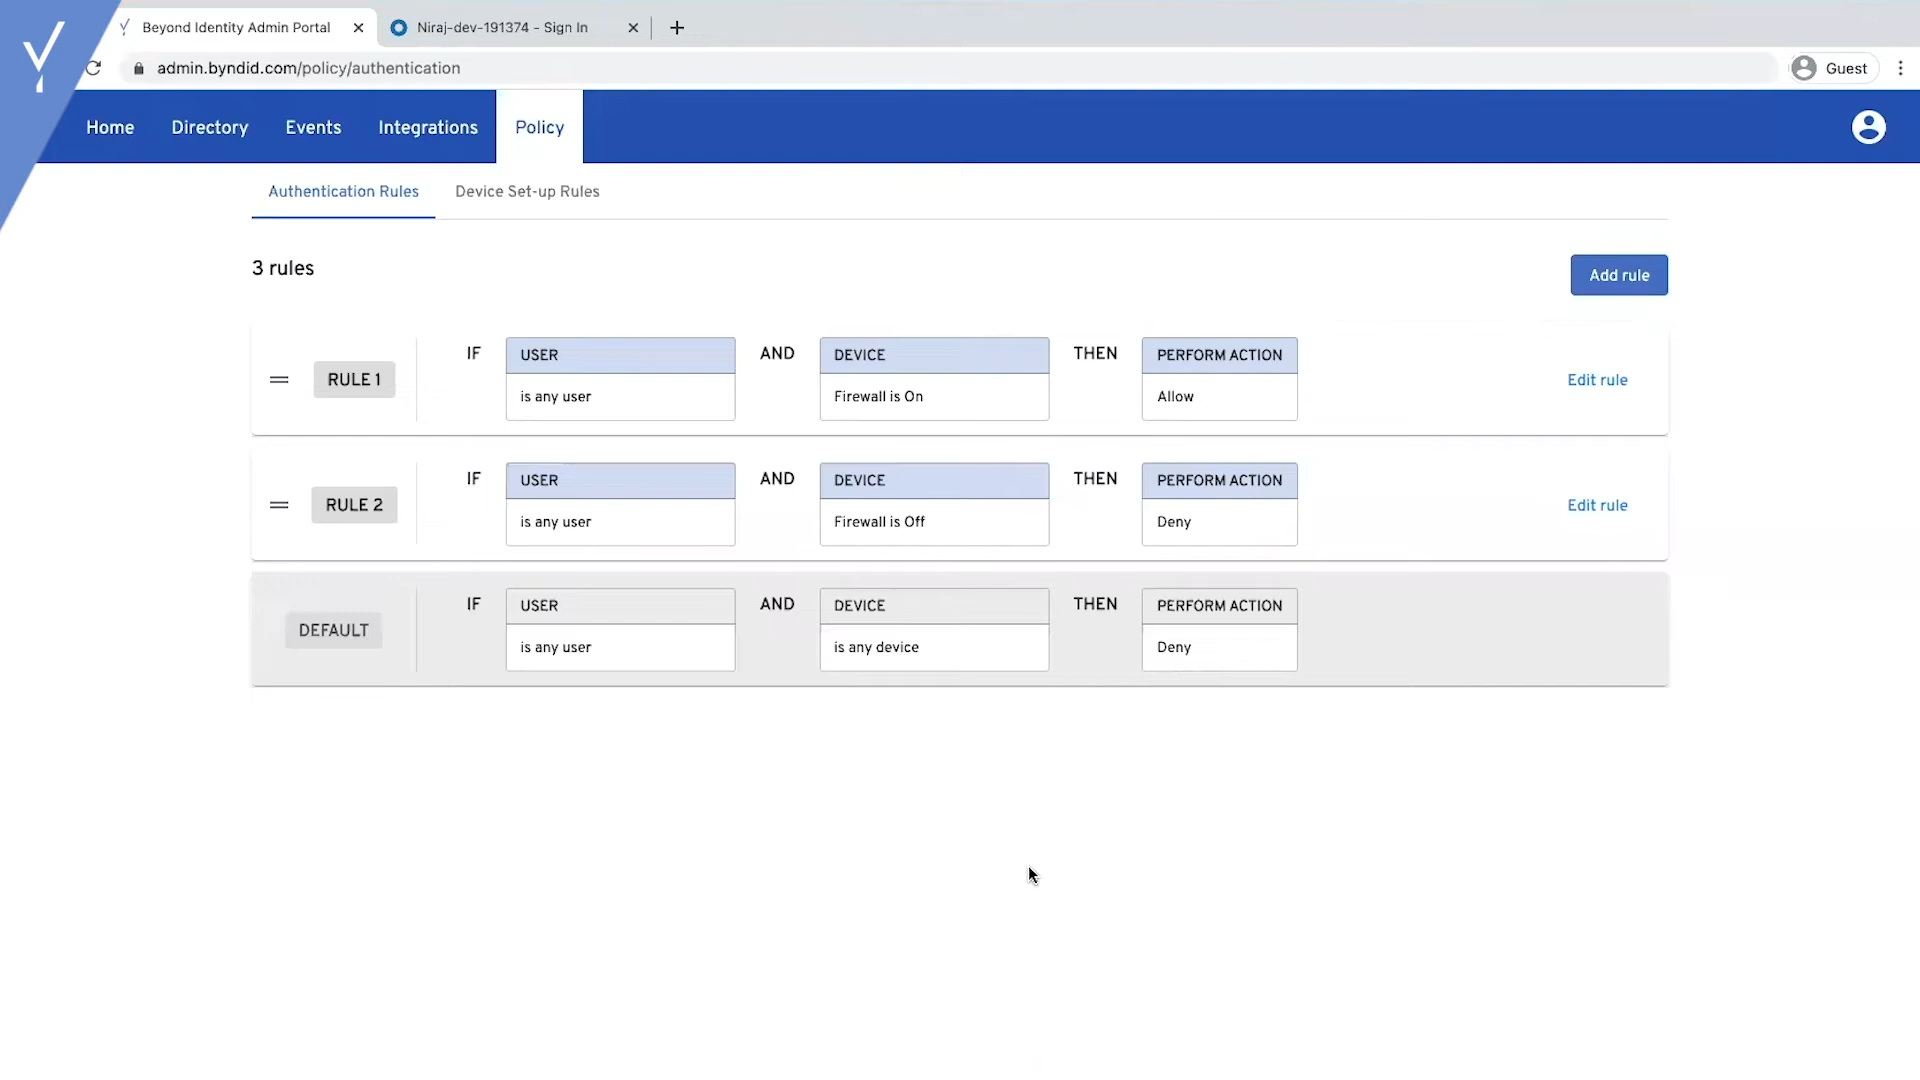 Beyond Identity Admin Portal
Niraj-dev-191374 - Sign In
admin.byndid.com/policy/authentication
Guest
Home
Directory
Events
Integrations
Policy
Authentication Rules
Device Set-up Rules
3 rules
Add rule
RULE 1
IF
USER
is any user
AND
DEVICE
Firewall is On
THEN
PERFORM ACTION
Allow
Edit rule
RULE 2
IF
USER
is any user
AND
DEVICE
Firewall is Off
THEN
PERFORM ACTION
Deny
Edit rule
DEFAULT
IF
USER
is any user
AND
DEVICE
is any device
THEN
PERFORM ACTION
Deny